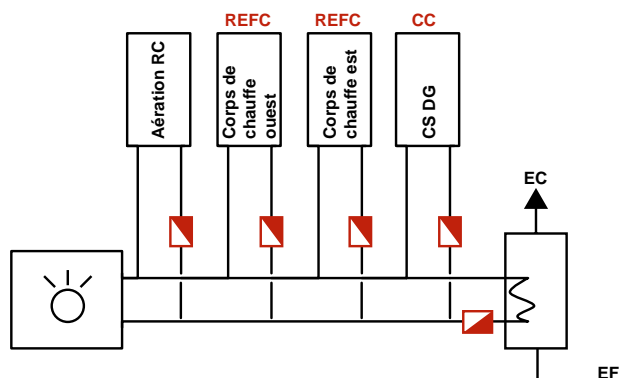 REFC
REFC
CC
Aération RC
Corps de
chauffe
ouest
Corps de
chauffe est
CS DG
EC
EF